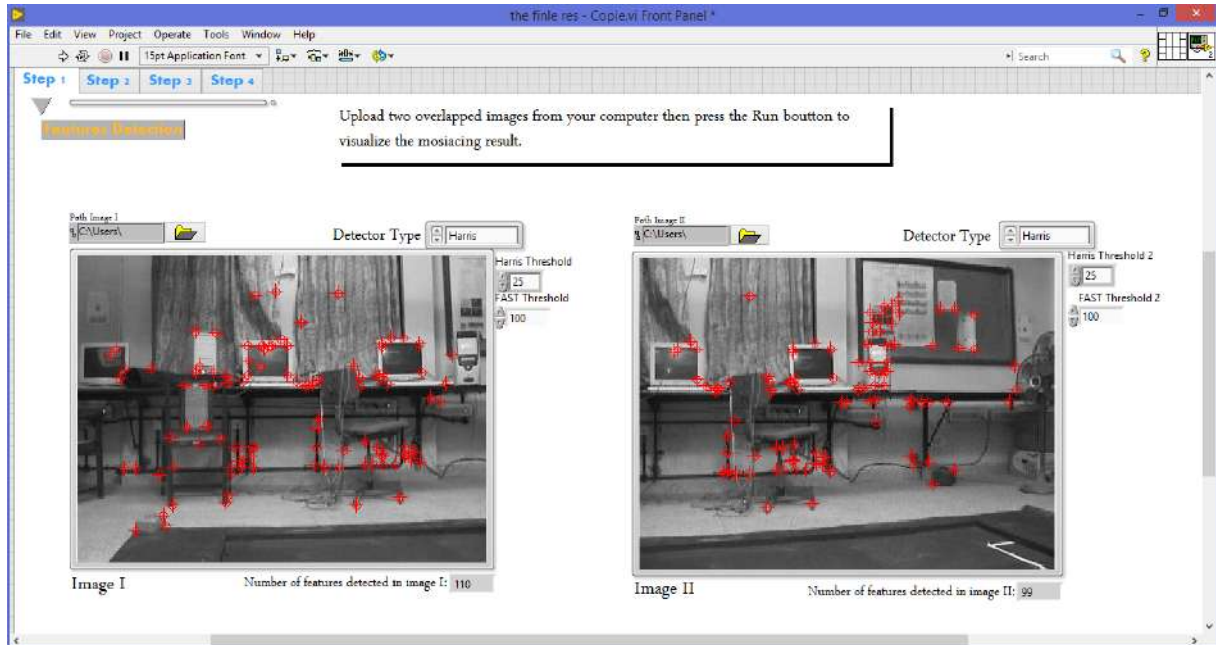 the finle res - Copie.vi Front Panel *
File Edit View Project Operate Tools Window Help
15pt Application Font
Search
2
Step 1 Step 2 Step 3 Step 4
Features Detection
Upload two overlapped images from your computer then press the Run boutton to
visualize the mosiacing result.
Path Image I
C:\Users\
Detector Type Harris
Harris Threshold
25
FAST Threshold
100
Image I
Number of features detected in image I: 110
Path Image II
C:\Users\
Detector Type Harris
Harris Threshold 2
25
FAST Threshold 2
100
Image II
Number of features detected in image II: 99